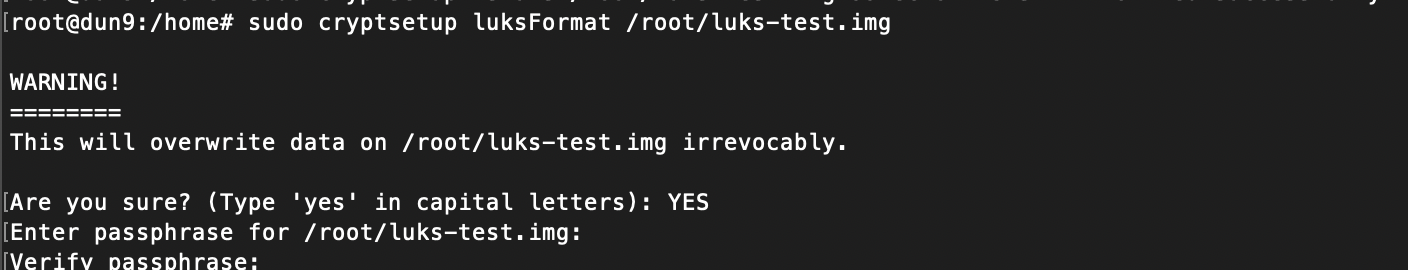 [root@dun9:/home# sudo cryptsetup luksFormat /root/luks-test.img
WARNING!
========
This will overwrite data on /root/luks-test.img irrevocably.
[Are you sure? (Type 'yes' in capital letters): YES
[Enter passphrase for /root/luks-test.img:
[Verify passphrase: